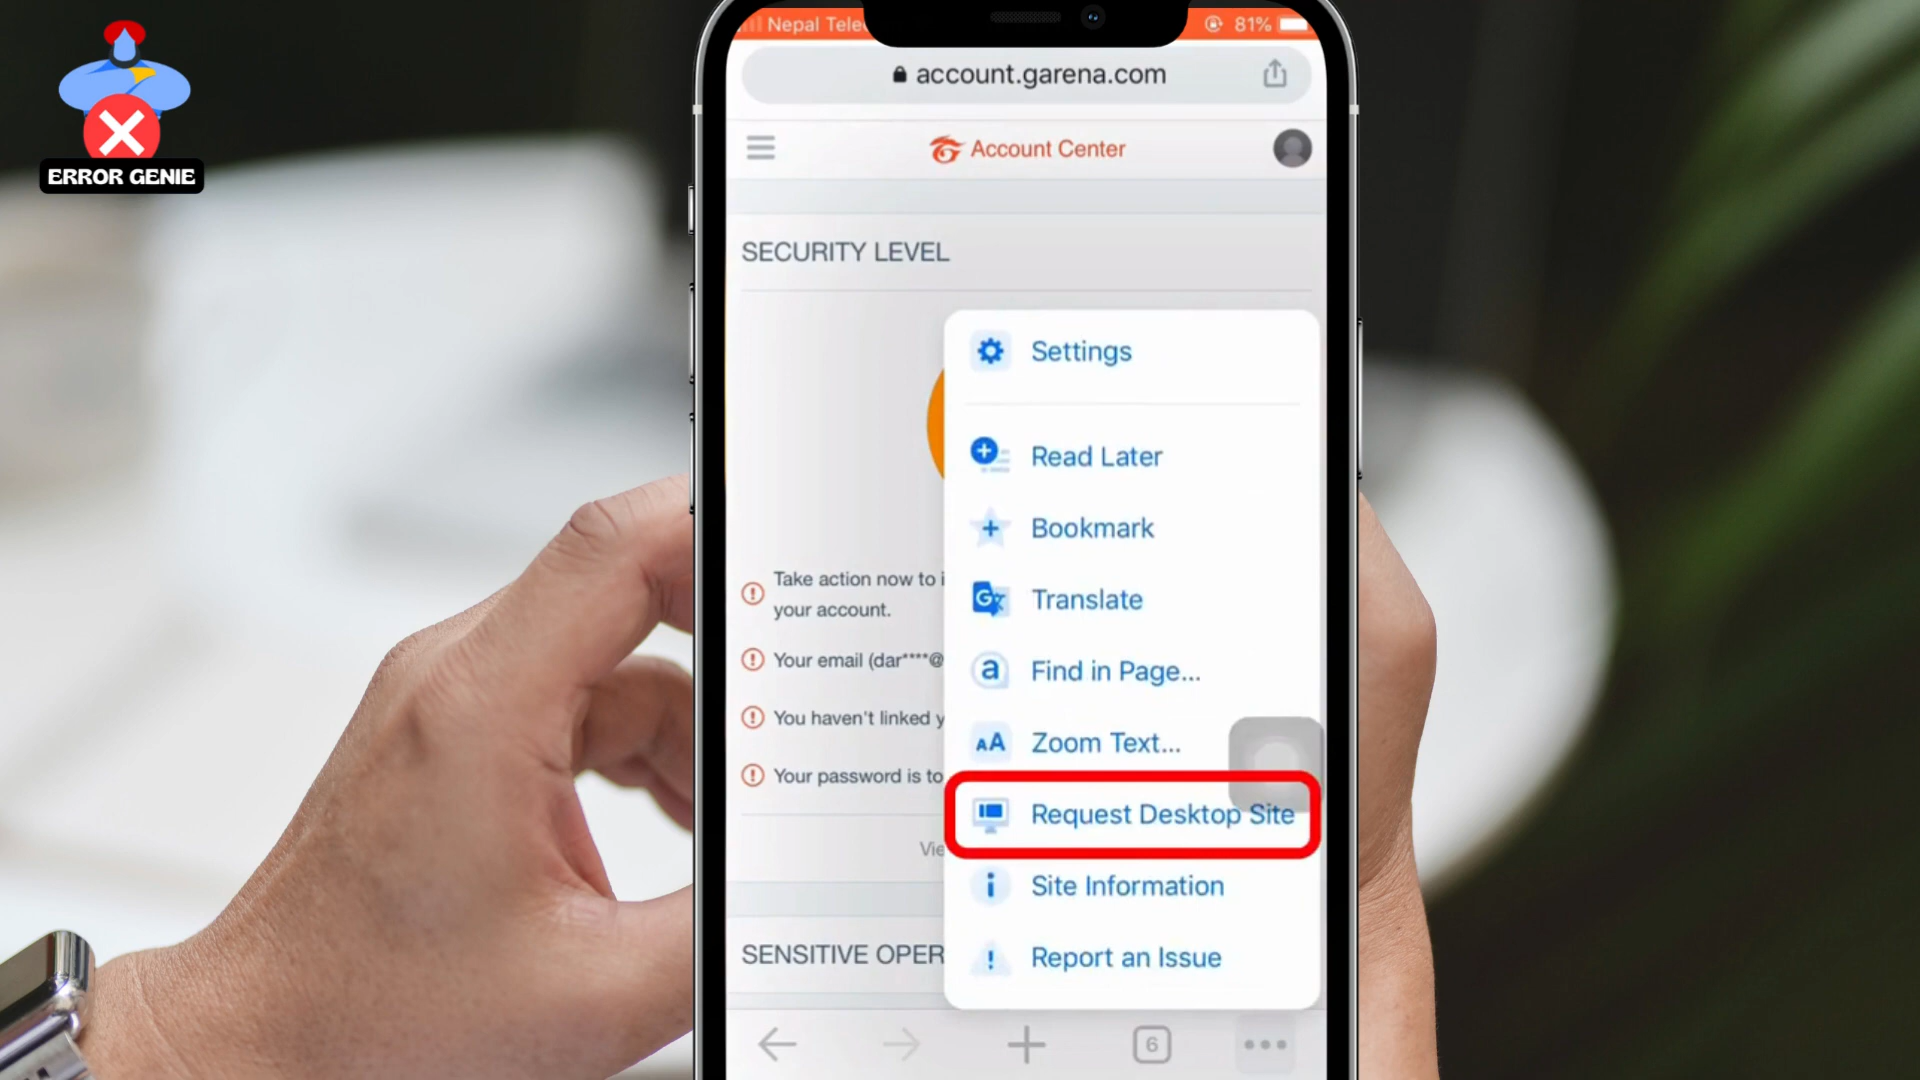 ERROR GENIE
Nepal Tele
81%
account.garena.com
Account Center
SECURITY LEVEL
Settings
Read Later
Bookmark
Translate
Find in Page...
Zoom Text...
Request Desktop Site
Site Information
Report an Issue
Take action now to i
your account.
Your email (dar****@
You haven't linked y
Your password is to
Vie
SENSITIVE OPER
6